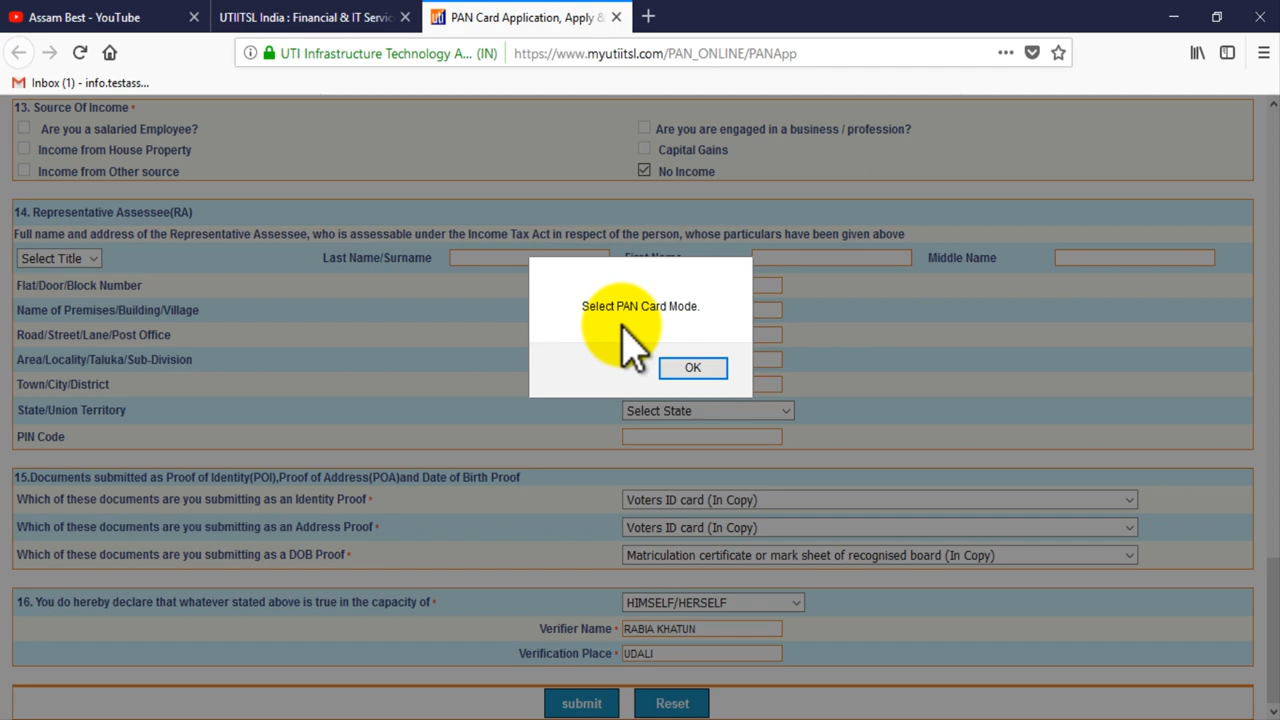 Assam Best - YouTube
UTIITSL India : Financial & IT Servic
PAN Card Application, Apply &
UTI Infrastructure Technology A... (IN)
https://www.myutiitsl.com/PAN_ONLINE/PANApp
Inbox (1) - info.testass...
13. Source Of Income *
Are you a salaried Employee?
Are you are engaged in a business / profession?
Income from House Property
Capital Gains
Income from Other source
No Income
14. Representative Assessee(RA)
Full name and address of the Representative Assessee, who is assessable under the Income Tax Act in respect of the person, whose particulars have been given above
Select Title
Last Name/Surname
First Name
Middle Name
Flat/Door/Block Number
Name of Premises/Building/Village
Select PAN Card Mode.
Road/Street/Lane/Post Office
Area/Locality/Taluka/Sub-Division
OK
Town/City/District
State/Union Territory
Select State
PIN Code
15.Documents submitted as Proof of Identity(POI),Proof of Address(POA)and Date of Birth Proof
Which of these documents are you submitting as an Identity Proof *
Voters ID card (In Copy)
Which of these documents are you submitting as an Address Proof *
Voters ID card (In Copy)
Which of these documents are you submitting as a DOB Proof *
Matriculation certificate or mark sheet of recognised board (In Copy)
16. You do hereby declare that whatever stated above is true in the capacity of *
HIMSELF/HERSELF
Verifier Name *
RABIA KHATUN
Verification Place *
UDALI
submit
Reset